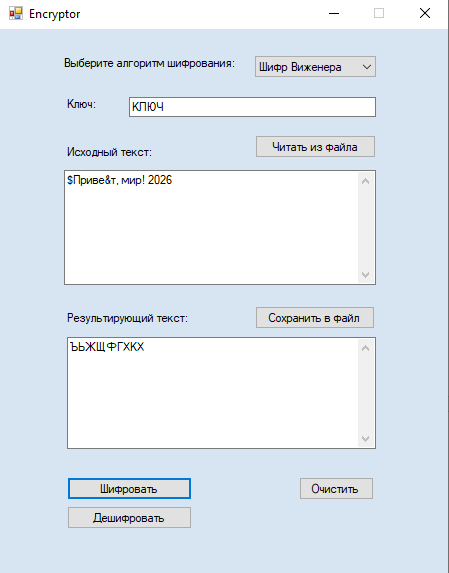 Encryptor
Выберите алгоритм шифрования: Шифр Виженера
Ключ: КЛЮЧ
Исходный текст: Читать из файла
$Приве&т, мир! 2026
Результирующий текст: Сохранить в файл
ЪЬЖЩФГХКХ
Шифровать Очистить
Дешифровать